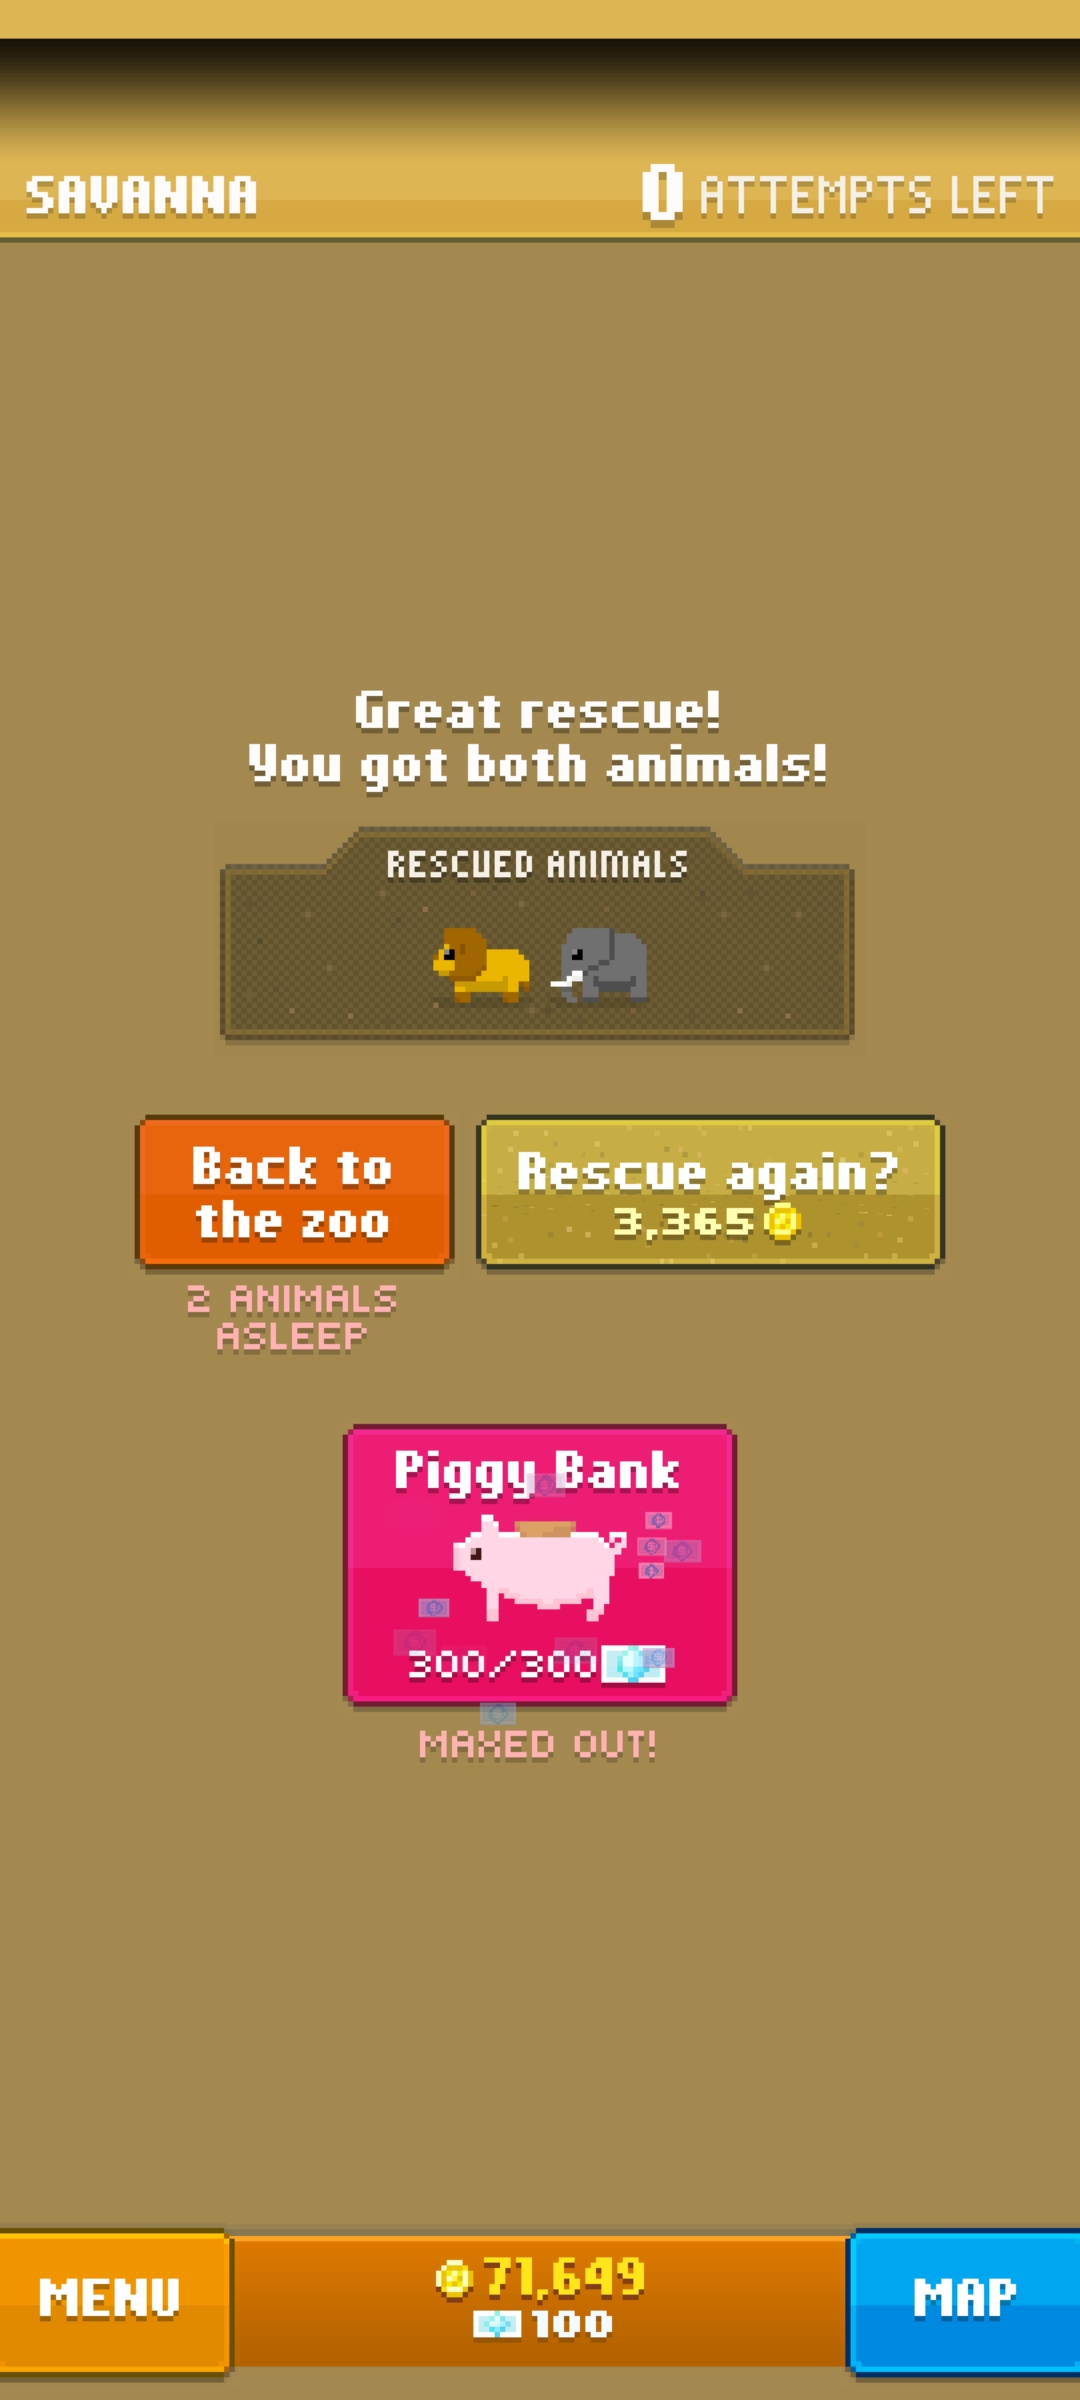 SAVANNA
0 ATTEMPTS LEFT
Great rescue!
You got both animals!
RESCUED ANIMALS
Back to
the zoo
Rescue again?
3,365
2 ANIMALS
ASLEEP
Piggy Bank
300/300
MAXED OUT!
MENU
71,649
100
MAP